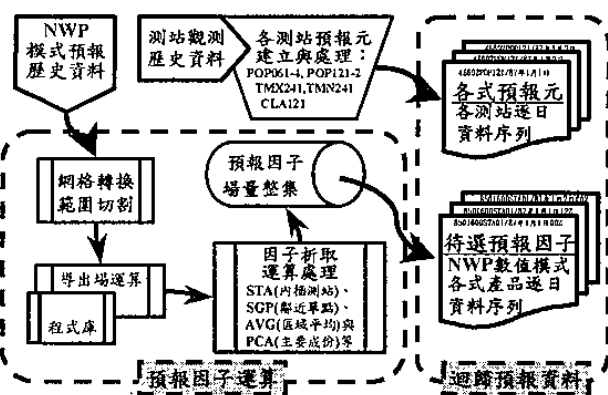 NWP
模式預報
歷史資料
測站觀測
歷史資料
各測站預報元
建立與處理：
POP061-4, POP121-2
TMX241,TMN241
CLA121
各式預報元
各測站逐日
資料序列
網格轉換
範圍切割
預報因子
場量整集
導出場運算
程式庫
因子析取
運算處理
STA(內插測站)、
SGP(鄰近單點)、
AVG(區域平均)與
PCA(主要成份)等
待選預報因子
NWP數值模式
各式產品逐日
資料序列
預報因子運算
迴歸預報資料